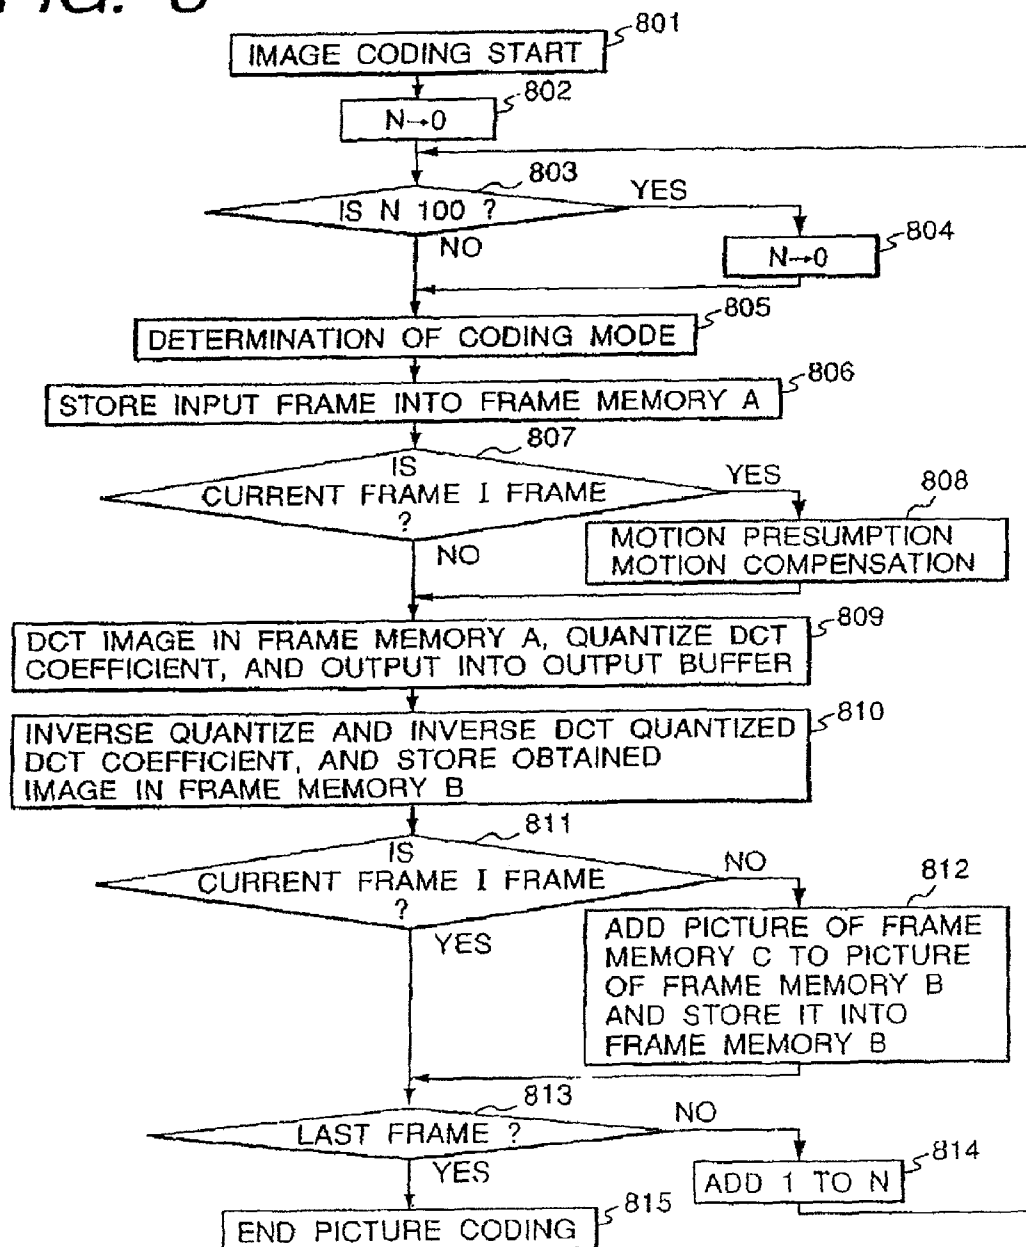 801
IMAGE CODING START
802
N→0
803
IS N 100 ?
YES
NO
804
N→0
805
DETERMINATION OF CODING MODE
806
STORE INPUT FRAME INTO FRAME MEMORY A
807
IS
CURRENT FRAME I FRAME
?
YES
NO
808
MOTION PRESUMPTION
MOTION COMPENSATION
809
DCT IMAGE IN FRAME MEMORY A, QUANTIZE DCT
COEFFICIENT, AND OUTPUT INTO OUTPUT BUFFER
810
INVERSE QUANTIZE AND INVERSE DCT QUANTIZED
DCT COEFFICIENT, AND STORE OBTAINED
IMAGE IN FRAME MEMORY B
811
IS
CURRENT FRAME I FRAME
?
NO
YES
812
ADD PICTURE OF FRAME
MEMORY C TO PICTURE
OF FRAME MEMORY B
AND STORE IT INTO
FRAME MEMORY B
813
LAST FRAME ?
NO
YES
814
ADD 1 TO N
815
END PICTURE CODING